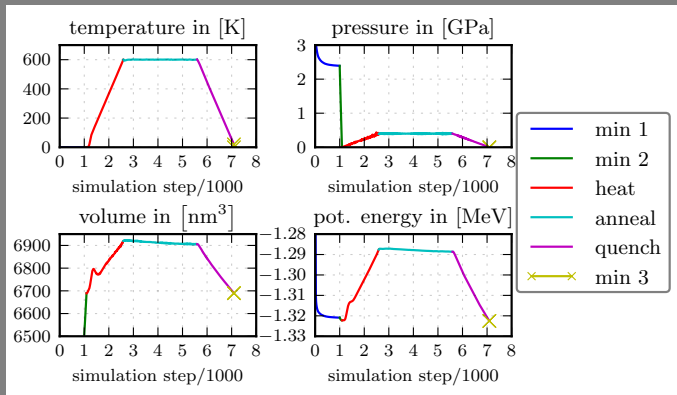 temperature in [K]
600
400
200
0
0 1 2 3 4 5 6 7 8
simulation step/1000
pressure in [GPa]
3
2
1
0
0 1 2 3 4 5 6 7 8
simulation step/1000
volume in [nm³]
6900
6800
6700
6600
6500
0 1 2 3 4 5 6 7 8
simulation step/1000
pot. energy in [MeV]
−1.28
−1.29
−1.30
−1.31
−1.32
−1.33
0 1 2 3 4 5 6 7 8
simulation step/1000
min 1
min 2
heat
anneal
quench
min 3